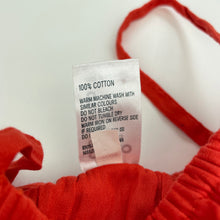 100% COTTON
WARM MACHINE WASH WITH
SIMILAR COLOURS
DO NOT BLEACH
DO NOT TUMBLE DRY
WARM IRON ON REVERSE SIDE
IF REQUIRED